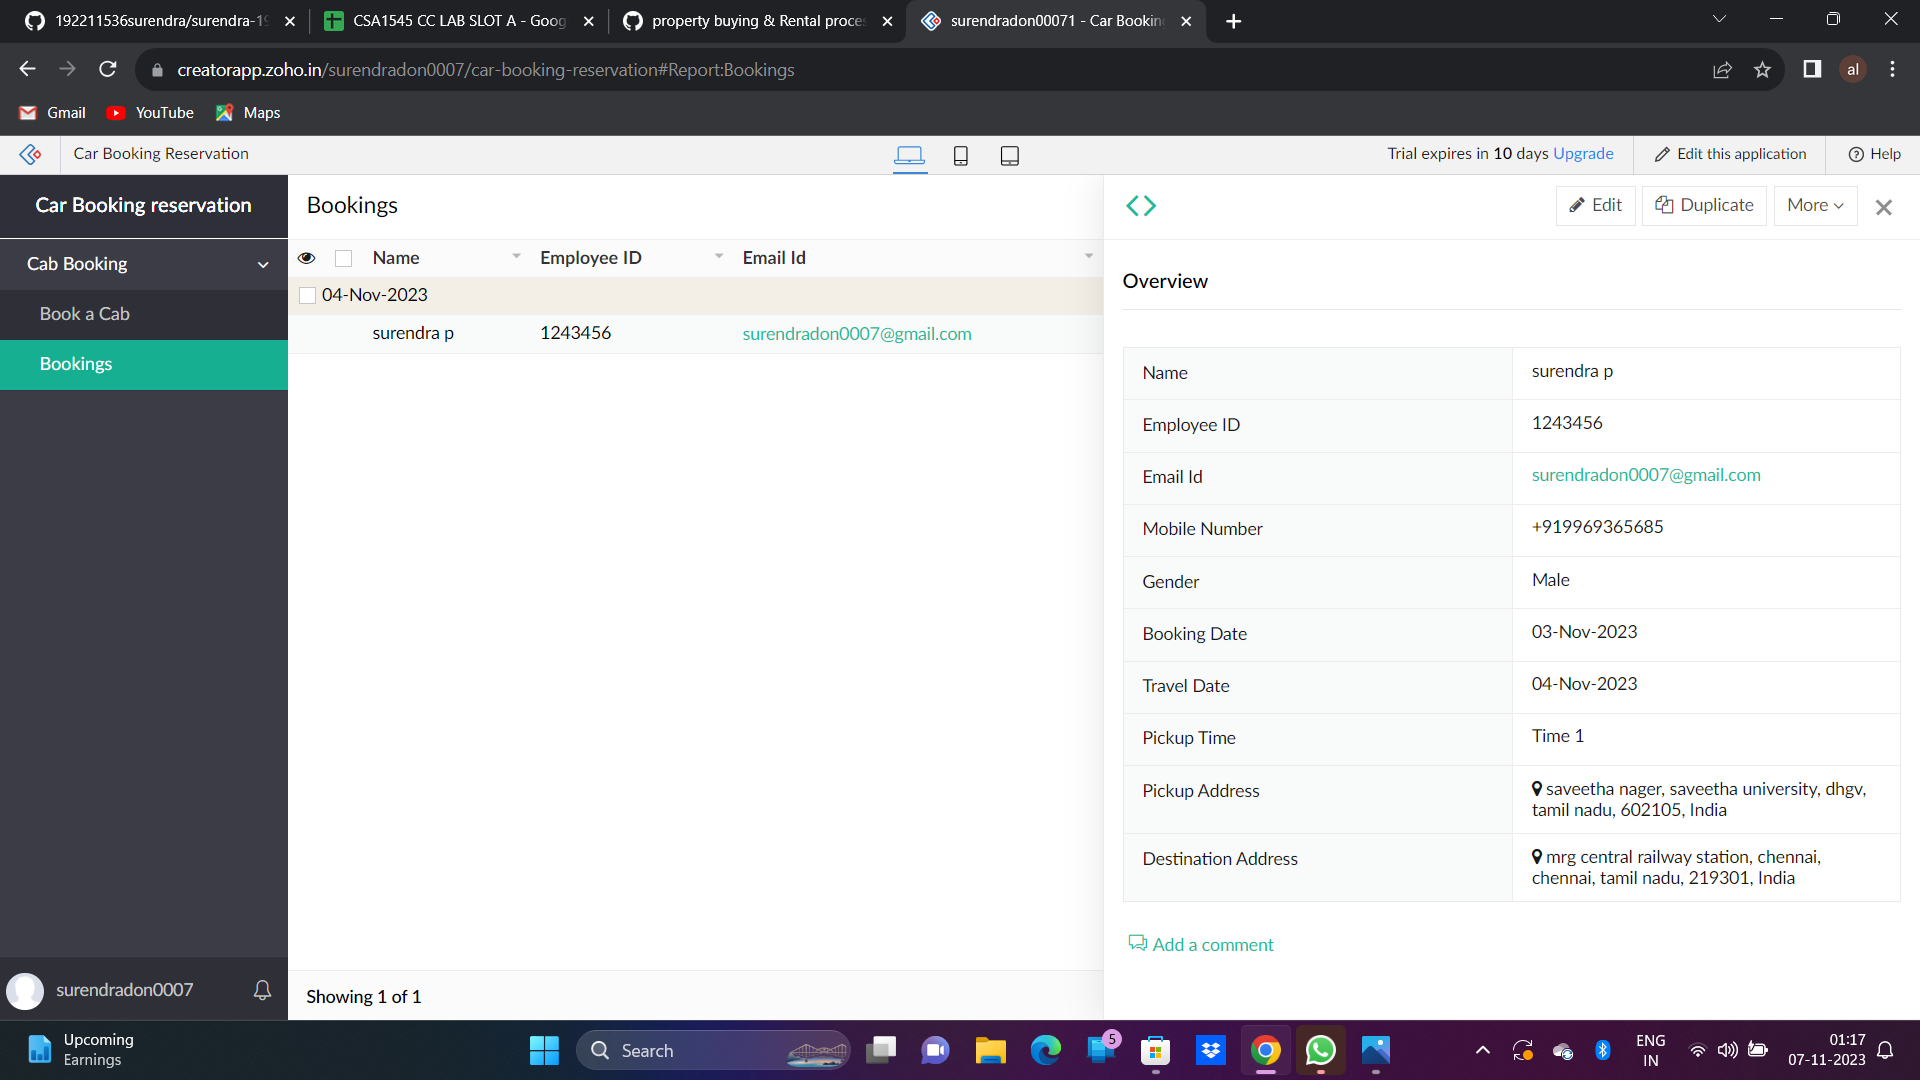 192211536surendra/surendra-19
CSA1545 CC LAB SLOT A - Goog
property buying & Rental proces
surendradon00071 - Car Booking
creatorapp.zoho.in/surendradon0007/car-booking-reservation#Report:Bookings
al
Gmail
YouTube
Maps
Car Booking Reservation
Trial expires in 10 days Upgrade
Edit this application
Help
Car Booking reservation
Cab Booking
Book a Cab
Bookings
surendradon0007
Bookings
Name Employee ID Email Id
04-Nov-2023
surendra p 1243456 surendradon0007@gmail.com
Showing 1 of 1
Edit
Duplicate
More
Overview
Name surendra p
Employee ID 1243456
Email Id surendradon0007@gmail.com
Mobile Number +919969365685
Gender Male
Booking Date 03-Nov-2023
Travel Date 04-Nov-2023
Pickup Time Time 1
Pickup Address saveetha nager, saveetha university, dhgv,
tamil nadu, 602105, India
Destination Address mrg central railway station, chennai,
chennai, tamil nadu, 219301, India
Add a comment
Upcoming
Earnings
Search
5
ENG
IN
01:17
07-11-2023